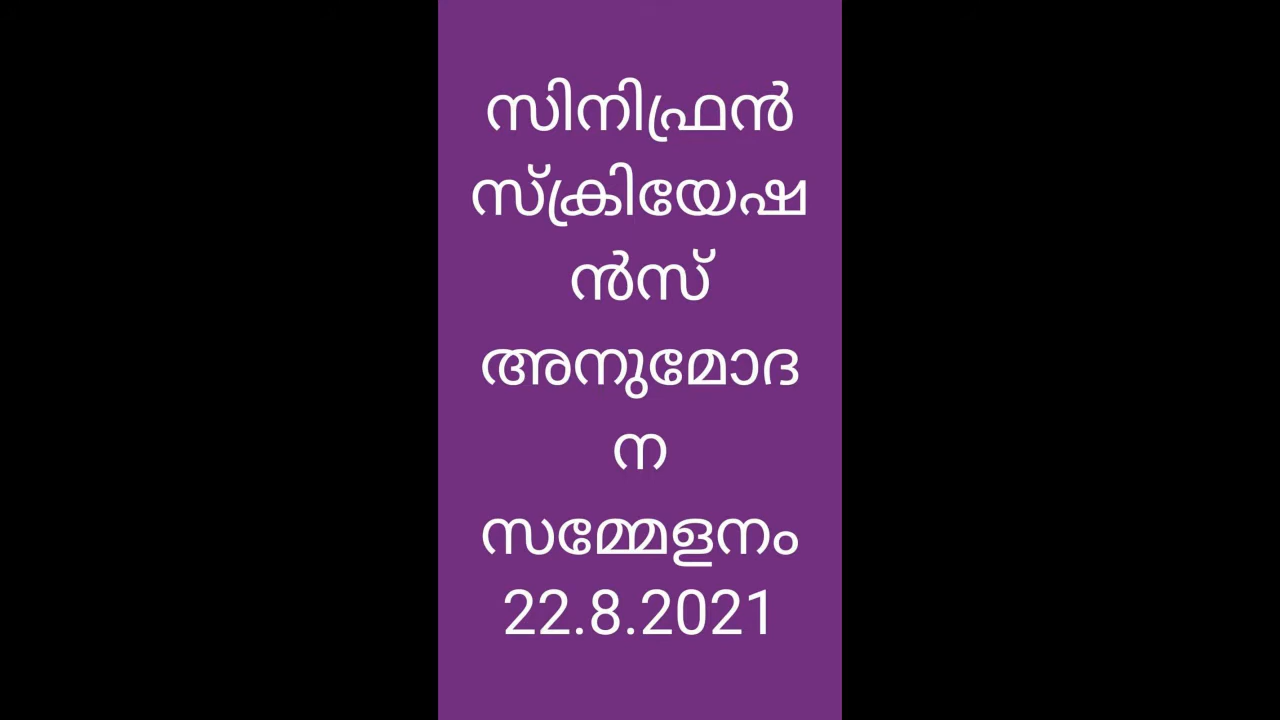 സിനിഫ്രൻ
സ്ക്രിയേഷ
ൻസ്
അനുമോദ
ന
സമ്മേളനം
22.8.2021